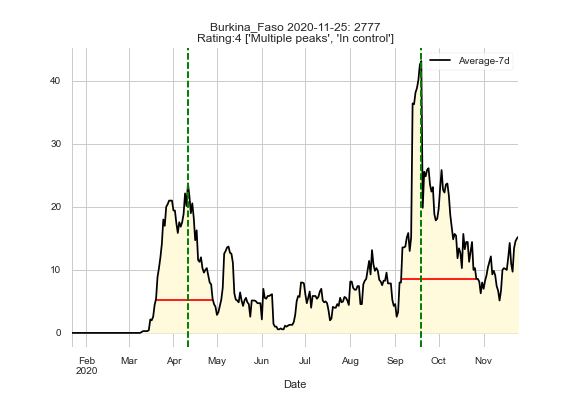 Burkina_Faso 2020-11-25: 2777
Rating:4 ['Multiple peaks', 'In control']
Average-7d
40
30
20
10
0
Feb Mar Apr May Jun Jul Aug Sep Oct Nov
2020
Date